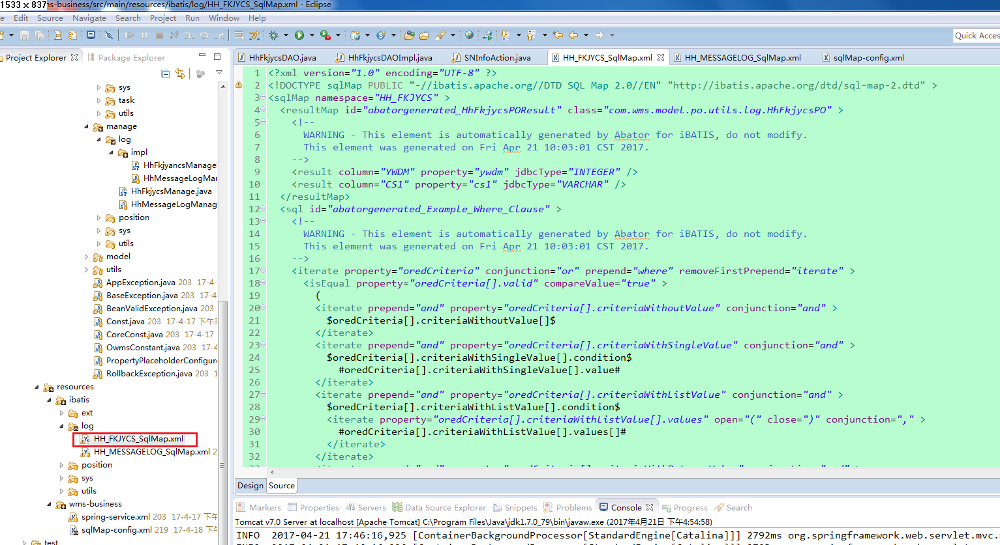 1533 x 837
ns-business/src/main/resources/ibatis/log/HH_FKJYCS_SqlMap.xml - Eclipse
Edit Source Navigate Search Project Run Window Help
Quick Acces
Project Explorer
Package Explorer
sys
task
utils
manage
log
impl
HhFkjyancsManage
HhMessageLogMar
HhFkjycsManage.java
HhMessageLogManag
position
sys
utils
model
utils
AppException.java 203 17-4-
BaseException.java 203 17-4
BeanValidException.java 203
Const.java 203 17-4-17 下午3
CoreConst.java 203 17-4-17
OwmsConstant.java 203 17-4
PropertyPlaceholderConfigure
RollbackException.java 203 1
resources
ibatis
ext
log
HH_FKJYCS_SqlMap.xml
HH_MESSAGELOG_SqlMap.xml 2
position
sys
utils
wms-business
spring-service.xml 203 17-4-17 下午
sqlMap-config.xml 219 17-4-18 下午
test
HhFkjycsDAO.java
HhFkjycsDAOImpl.java
SNInfoAction.java
HH_FKJYCS_SqlMap.xml
HH_MESSAGELOG_SqlMap.xml
sqlMap-config.xml
1 <?xml version="1.0" encoding="UTF-8" ?>
2 <!DOCTYPE sqlMap PUBLIC "-//ibatis.apache.org//DTD SQL Map 2.0//EN" "http://ibatis.apache.org/dtd/sql-map-2.dtd" >
3 <sqlMap namespace="HH_FKJYCS" >
4 <resultMap id="abatorgenerated_HhFkjycsPOResult" class="com.wms.model.po.utils.log.HhFkjycsPO" >
5 <!--
6 WARNING - This element is automatically generated by Abator for iBATIS, do not modify.
7 This element was generated on Fri Apr 21 10:03:01 CST 2017.
8 -->
9 <result column="YWDM" property="ywdm" jdbcType="INTEGER" />
10 <result column="CS1" property="cs1" jdbcType="VARCHAR" />
11 </resultMap>
12 <sql id="abatorgenerated_Example_Where_Clause" >
13 <!--
14 WARNING - This element is automatically generated by Abator for iBATIS, do not modify.
15 This element was generated on Fri Apr 21 10:03:01 CST 2017.
16 -->
17 <iterate property="oredCriteria" conjunction="or" prepend="where" removeFirstPrepend="iterate" >
18 <isEqual property="oredCriteria[].valid" compareValue="true" >
19 (
20 <iterate prepend="and" property="oredCriteria[].criteriaWithoutValue" conjunction="and" >
21 $oredCriteria[].criteriaWithoutValue[]$
22 </iterate>
23 <iterate prepend="and" property="oredCriteria[].criteriaWithSingleValue" conjunction="and" >
24 $oredCriteria[].criteriaWithSingleValue[].condition$
25 #oredCriteria[].criteriaWithSingleValue[].value#
26 </iterate>
27 <iterate prepend="and" property="oredCriteria[].criteriaWithListValue" conjunction="and" >
28 $oredCriteria[].criteriaWithListValue[].condition$
29 <iterate property="oredCriteria[].criteriaWithListValue[].values" open="(" close=")" conjunction="," >
30 #oredCriteria[].criteriaWithListValue[].values[]#
31 </iterate>
32 </iterate>
Design Source
Markers Properties Servers Data Source Explorer Snippets Problems Console Progress Search
Tomcat v7.0 Server at localhost [Apache Tomcat] C:\Program Files\Java\jdk1.7.0_79\bin\javaw.exe (2017年4月21日 下午4:54:58)
INFO 2017-04-21 17:46:16,925 [ContainerBackgroundProcessor[StandardEngine[Catalina]]] 2792ms org.springframework.web.servlet.mvc.